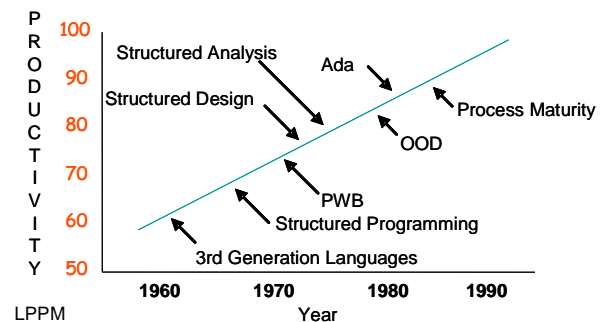 PRODUCTIVITY
100
90
80
70
60
50
Structured Analysis
Ada
Structured Design
Process Maturity
OOD
PWB
Structured Programming
3rd Generation Languages
1960 1970 1980 1990
LPPM Year